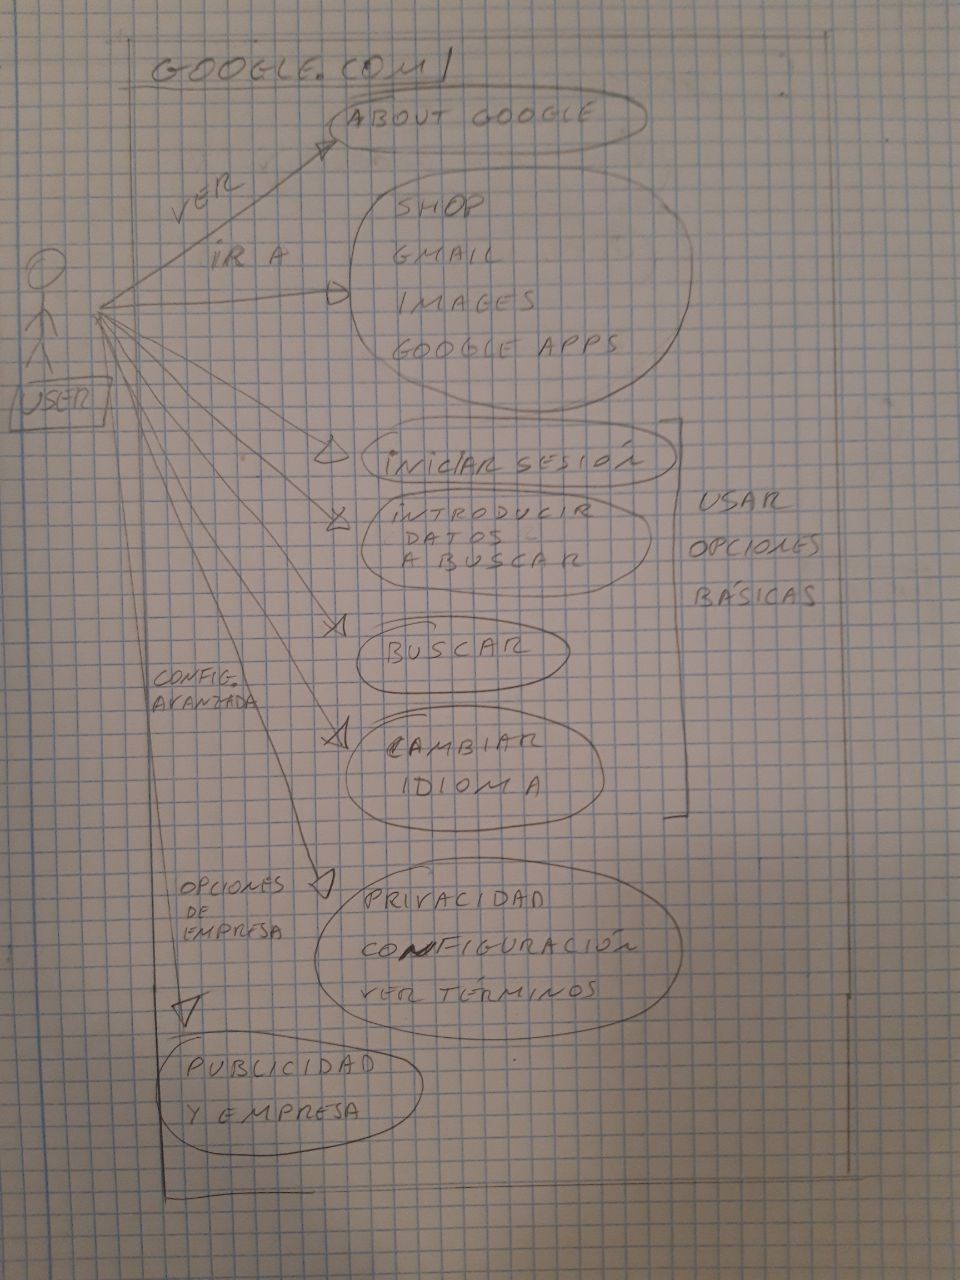 GOOGLE.COM/
ABOUT GOOGLE
VER
IR A
SHOP
GMAIL
IMAGES
GOOGLE APPS
USER
INICIAR SESIÓN
INTRODUCIR
DATOS
A BUSCAR
USAR
OPCIONES
BÁSICAS
BUSCAR
CONFIG.
AVANZADA
CAMBIAR
IDIOMA
OPCIONES
DE
EMPRESA
PRIVACIDAD
CONFIGURACIÓN
VER TÉRMINOS
PUBLICIDAD
Y EMPRESA